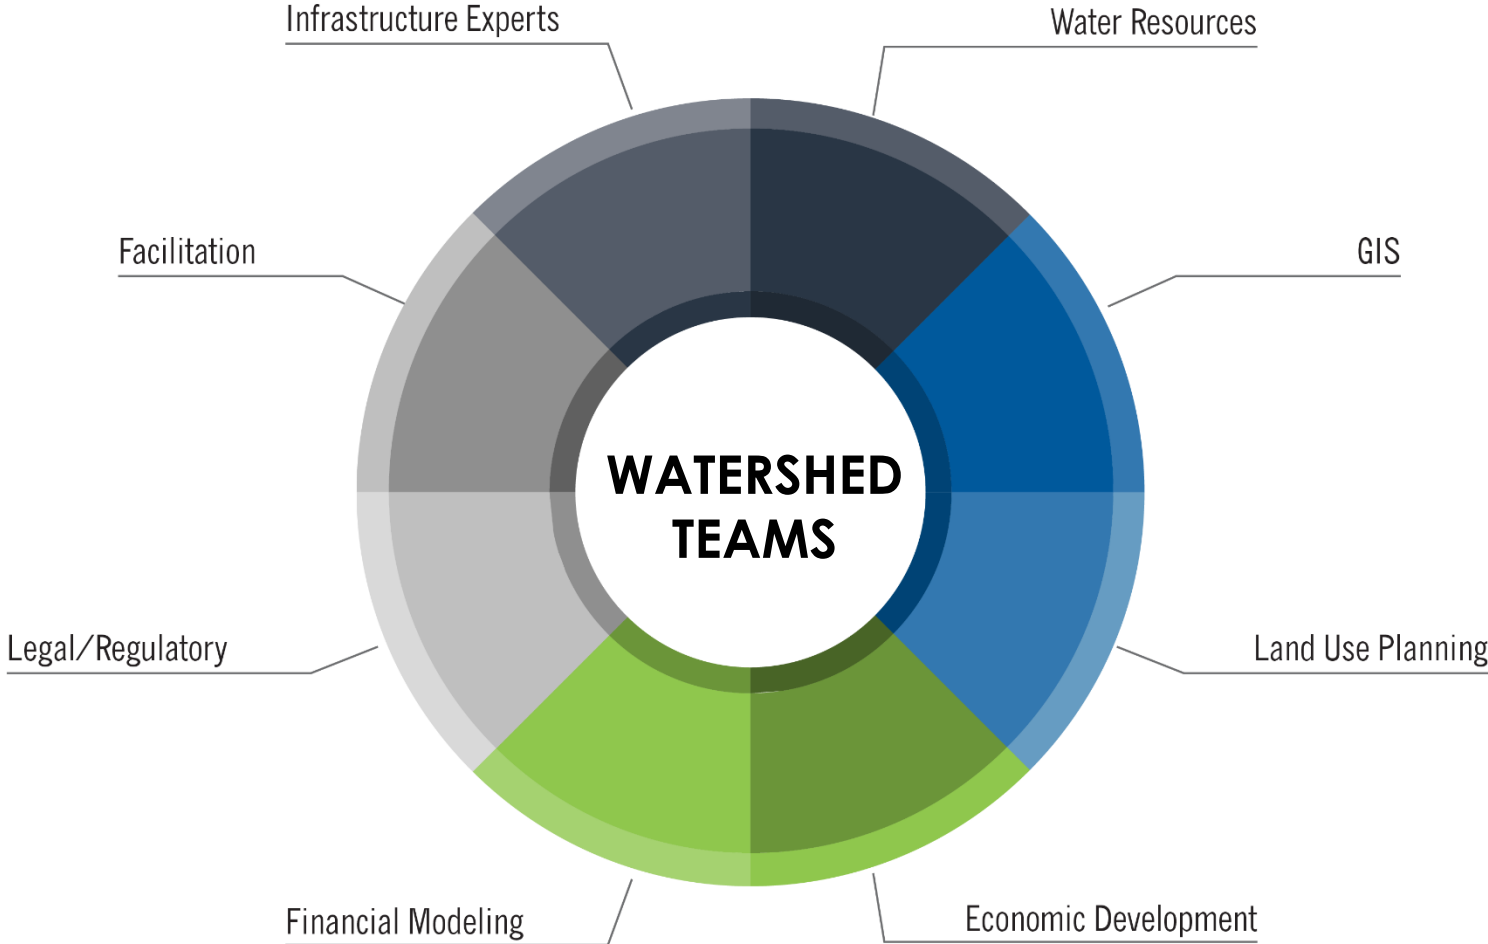 Infrastructure Experts
Water Resources
Facilitation
GIS
WATERSHED
TEAMS
Legal/Regulatory
Land Use Planning
Financial Modeling
Economic Development